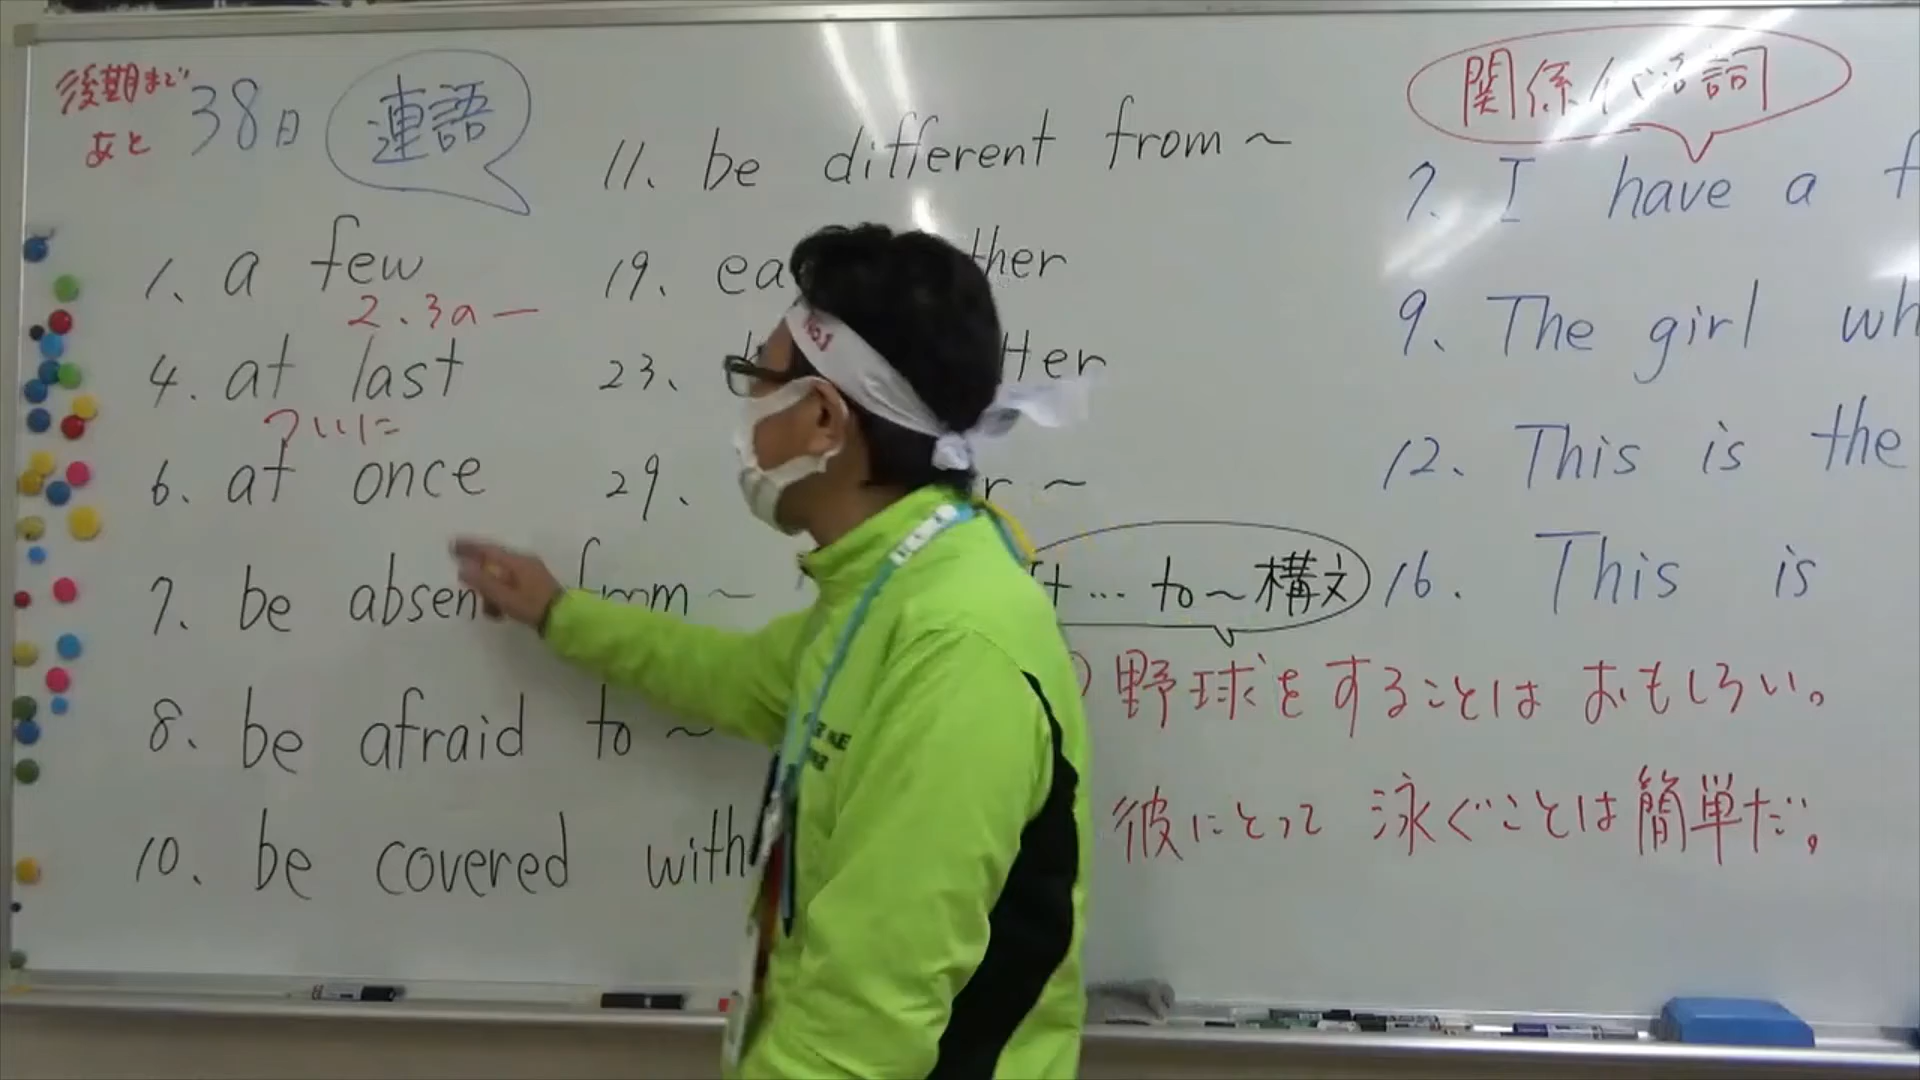 後期まで
あと 38日
連語
1. a few
2.3の一
4. at last
ついに
6. at once
7. be absen from ~
8. be afraid to ~
10. be covered with
11. be different from ~
19. ther
23.
29. r ~
… to ~ 構文
野球をすることは おもしろい。
彼にとって 泳ぐことは簡単だ。
関係代名詞
7. I have a
9. The girl wh
12. This is the
16. This is
No.1